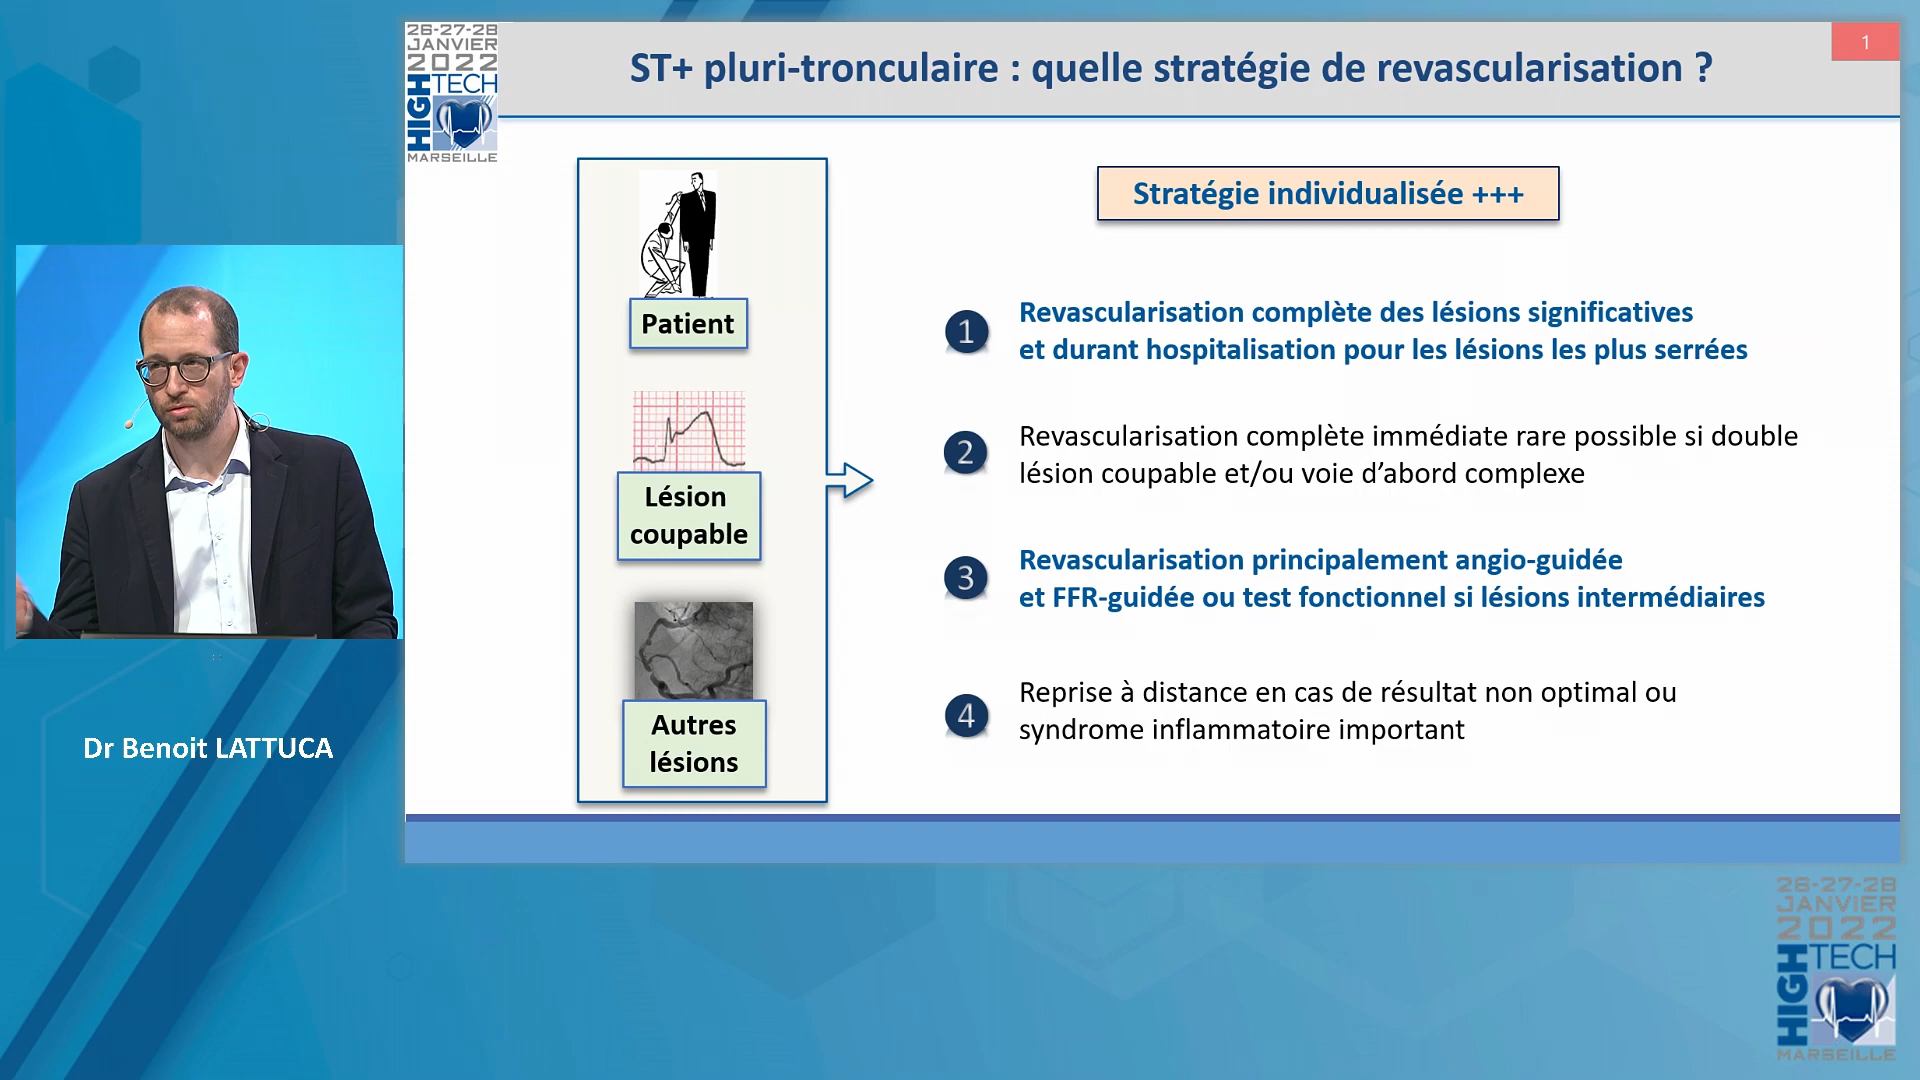 26-27-28
JANVIER
2022
HIGH
TECH
MARSEILLE
ST+ pluri-tronculaire : quelle stratégie de revascularisation ?
1
Patient
Lésion
coupable
Autres
lésions
Stratégie individualisée +++
1
Revascularisation complète des lésions significatives
et durant hospitalisation pour les lésions les plus serrées
2
Revascularisation complète immédiate rare possible si double
lésion coupable et/ou voie d’abord complexe
3
Revascularisation principalement angio-guidée
et FFR-guidée ou test fonctionnel si lésions intermédiaires
4
Reprise à distance en cas de résultat non optimal ou
syndrome inflammatoire important
Dr Benoit LATTUCA
26-27-28
JANVIER
2022
HIGH
TECH
MARSEILLE